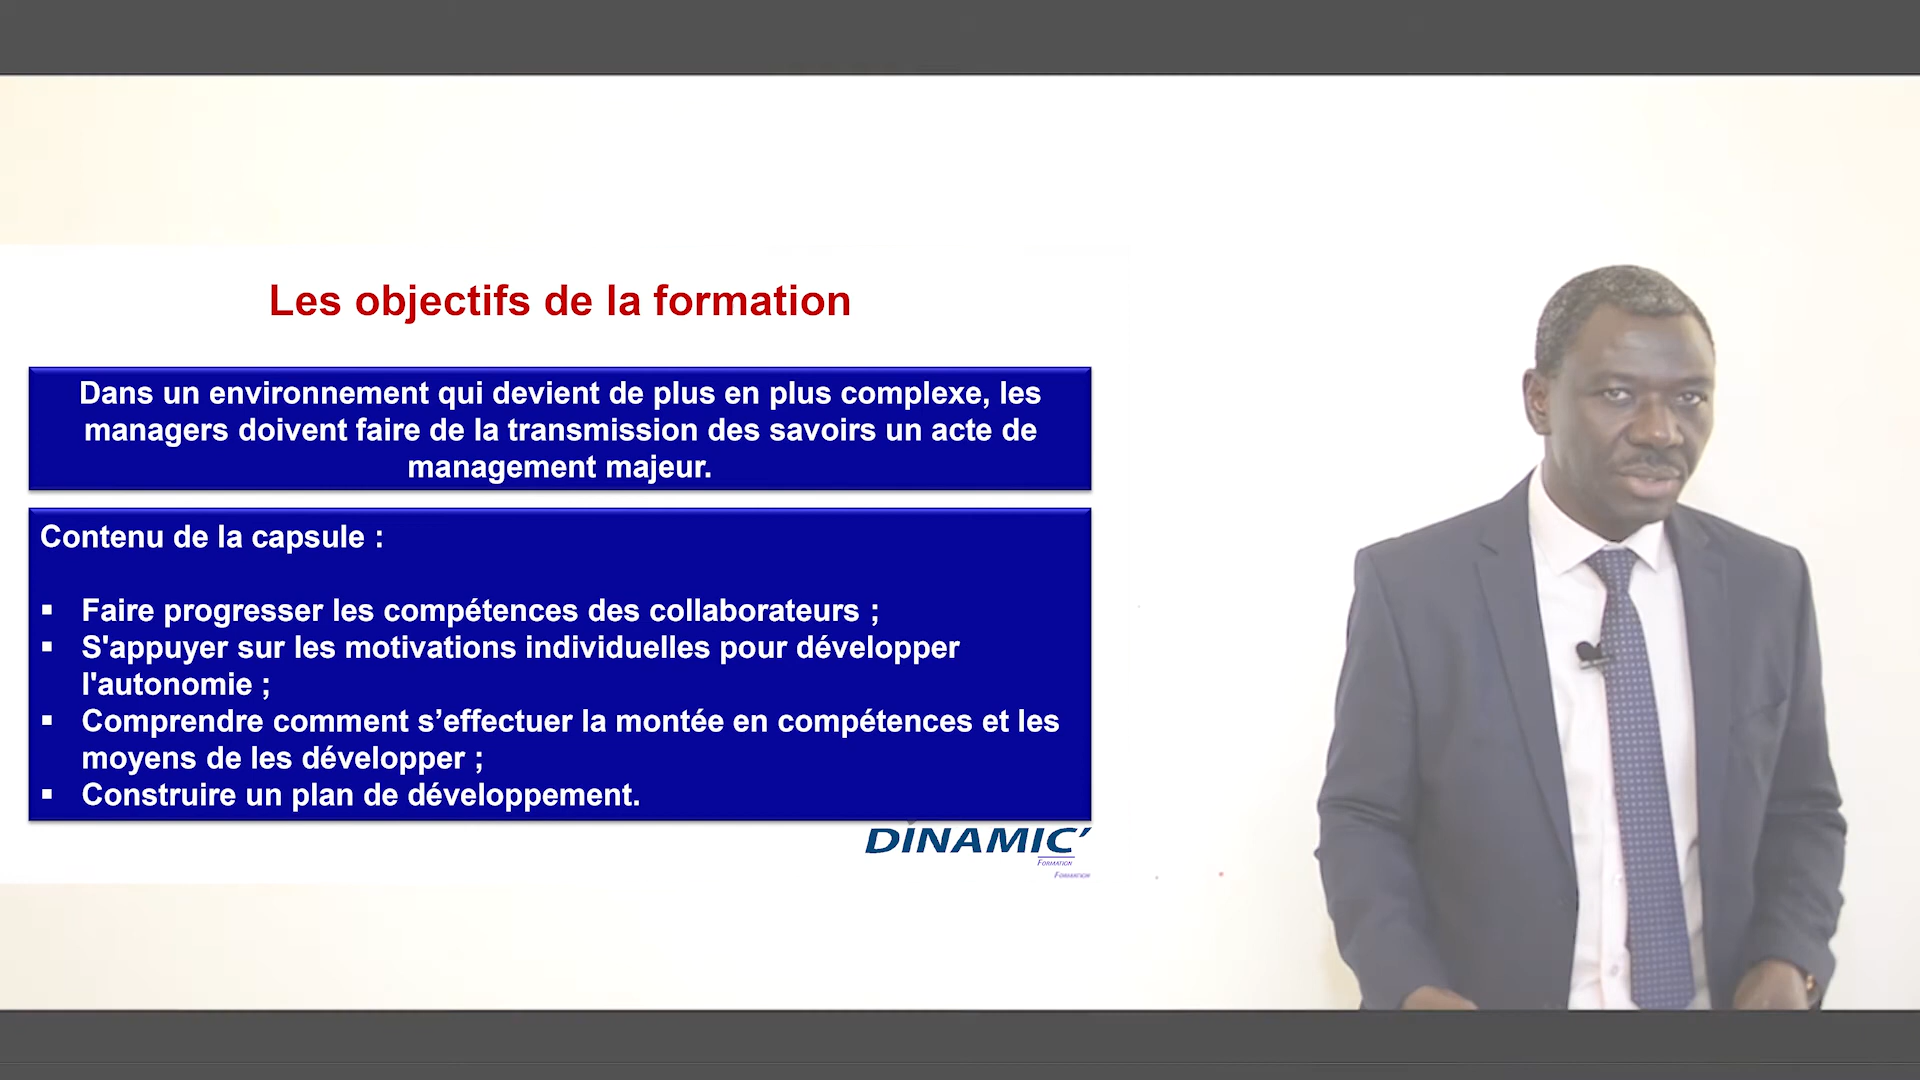 Les objectifs de la formation
Dans un environnement qui devient de plus en plus complexe, les
managers doivent faire de la transmission des savoirs un acte de
management majeur.
Contenu de la capsule :
▪ Faire progresser les compétences des collaborateurs ;
▪ S'appuyer sur les motivations individuelles pour développer
l'autonomie ;
▪ Comprendre comment s’effectuer la montée en compétences et les
moyens de les développer ;
▪ Construire un plan de développement.
DINAMIC’
FORMATION
FORMATION